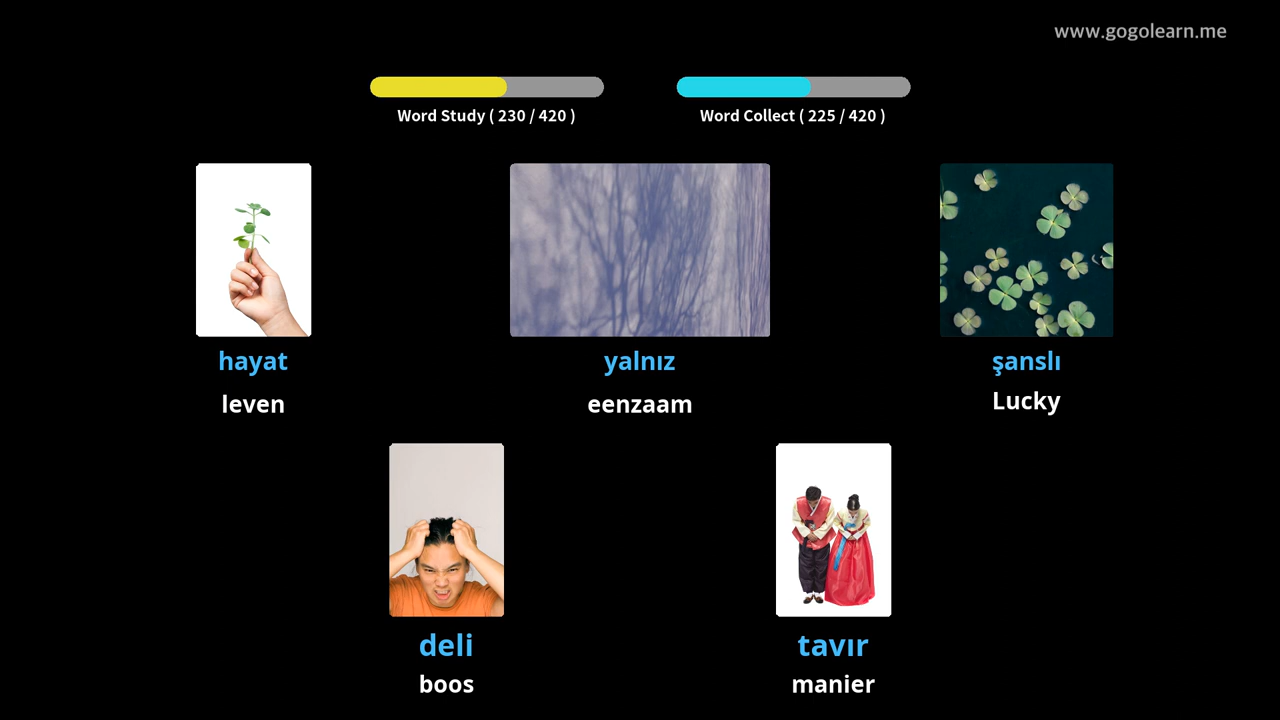 www.gogolearn.me
Word Study ( 230 / 420 )
Word Collect ( 225 / 420 )
hayat
yalnız
şanslı
leven
eenzaam
Lucky
deli
tavır
boos
manier